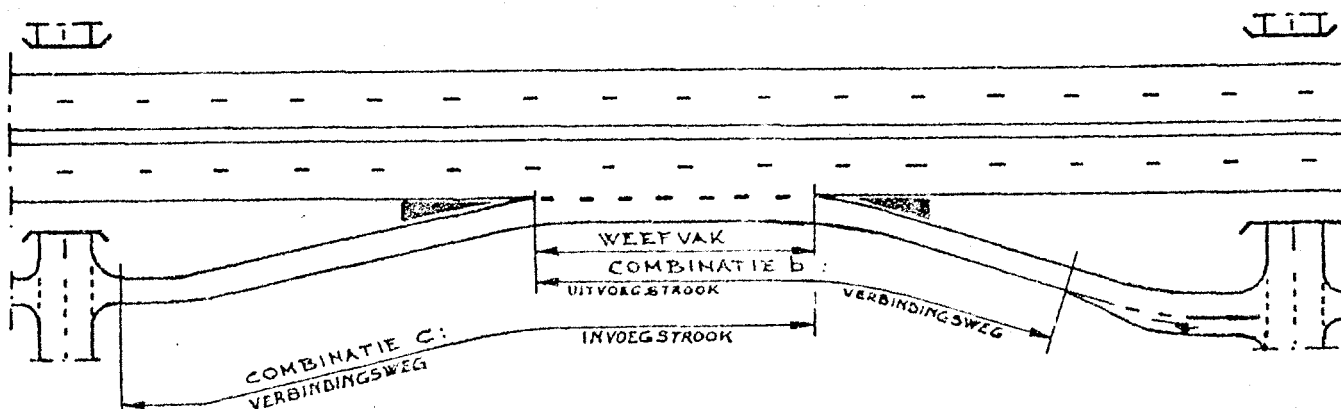 WEEFVAK
COMBINATIE b :
UITVOEGSTROOK
VERBINDINGSWEG
INVOEGSTROOK
COMBINATIE C :
VERBINDINGSWEG